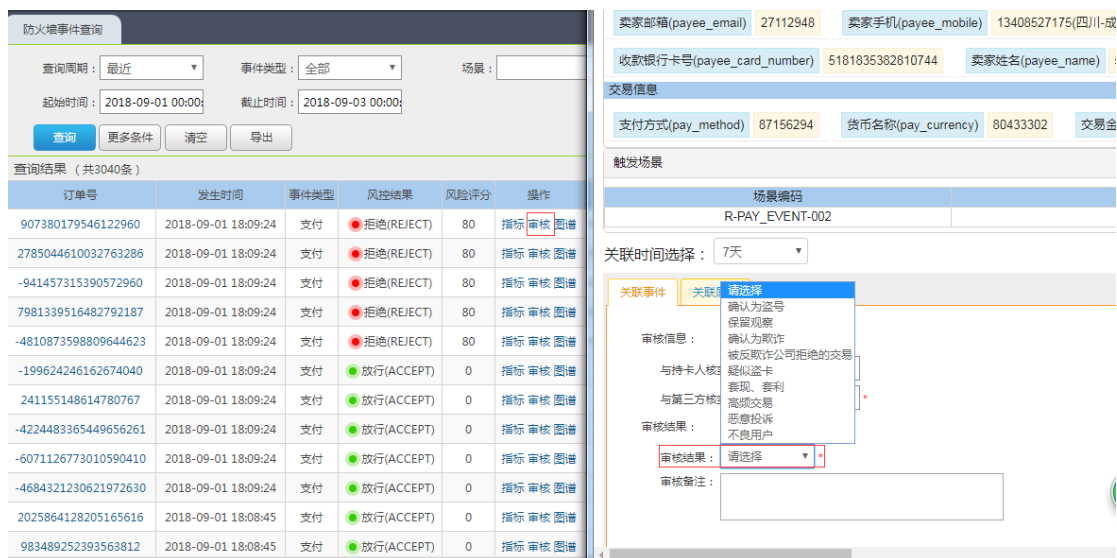 防火墙事件查询
查询周期： 最近 事件类型： 全部 场景：
起始时间： 2018-09-01 00:00: 截止时间： 2018-09-03 00:00:
查询 更多条件 清空 导出
查询结果 （共3040条）
订单号 发生时间 事件类型 风控结果 风险评分 操作
907380179546122960 2018-09-01 18:09:24 支付 拒绝(REJECT) 80 指标 审核 图谱
2785044610032763286 2018-09-01 18:09:24 支付 拒绝(REJECT) 80 指标 审核 图谱
-941457315390572960 2018-09-01 18:09:24 支付 拒绝(REJECT) 80 指标 审核 图谱
7981339516482792187 2018-09-01 18:09:24 支付 拒绝(REJECT) 80 指标 审核 图谱
-4810873598809644623 2018-09-01 18:09:24 支付 拒绝(REJECT) 80 指标 审核 图谱
-199624246162674040 2018-09-01 18:09:24 支付 放行(ACCEPT) 0 指标 审核 图谱
241155148614780767 2018-09-01 18:09:24 支付 放行(ACCEPT) 0 指标 审核 图谱
-4224483365449656261 2018-09-01 18:09:24 支付 放行(ACCEPT) 0 指标 审核 图谱
-6071126773010590410 2018-09-01 18:09:24 支付 放行(ACCEPT) 0 指标 审核 图谱
-4684321230621972630 2018-09-01 18:09:24 支付 放行(ACCEPT) 0 指标 审核 图谱
2025864128205165616 2018-09-01 18:08:45 支付 放行(ACCEPT) 0 指标 审核 图谱
983489252393563812 2018-09-01 18:08:45 支付 放行(ACCEPT) 0 指标 审核 图谱
卖家邮箱(payee_email) 27112948 卖家手机(payee_mobile) 13408527175(四川-成
收款银行卡号(payee_card_number) 5181835382810744 卖家姓名(payee_name)
交易信息
支付方式(pay_method) 87156294 货币名称(pay_currency) 80433302 交易金
触发场景
场景编码
R-PAY_EVENT-002
关联时间选择： 7天
关联事件 关联
请选择
确认为盗号
保留观察
确认为欺诈
被反欺诈公司拒绝的交易
疑似盗卡
套现、套利
高频交易
恶意投诉
不良用户
审核信息：
与持卡人核
与第三方核 *
审核结果：
审核结果： 请选择 *
审核备注：